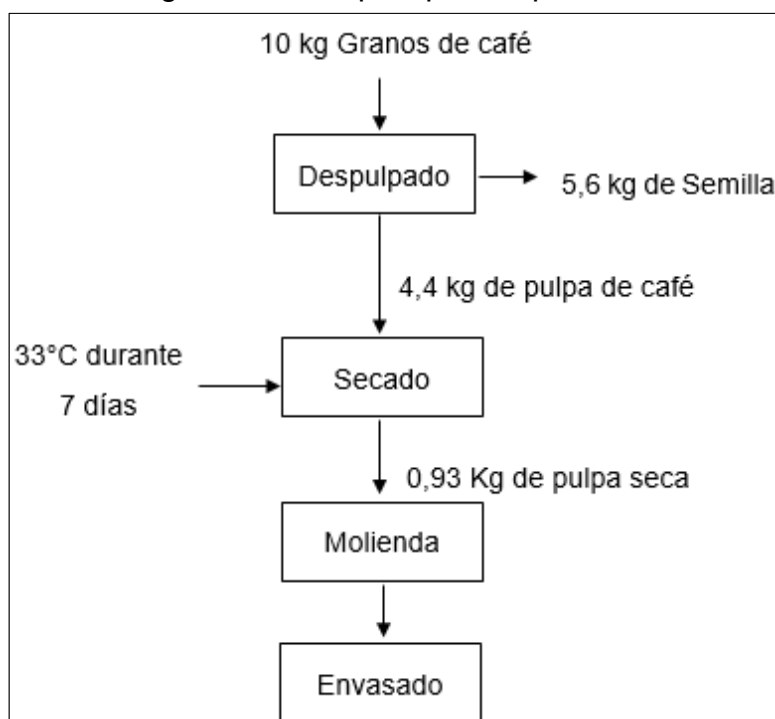 10 kg Granos de café
Despulpado
5,6 kg de Semilla
4,4 kg de pulpa de café
33°C durante
7 días
Secado
0,93 Kg de pulpa seca
Molienda
Envasado